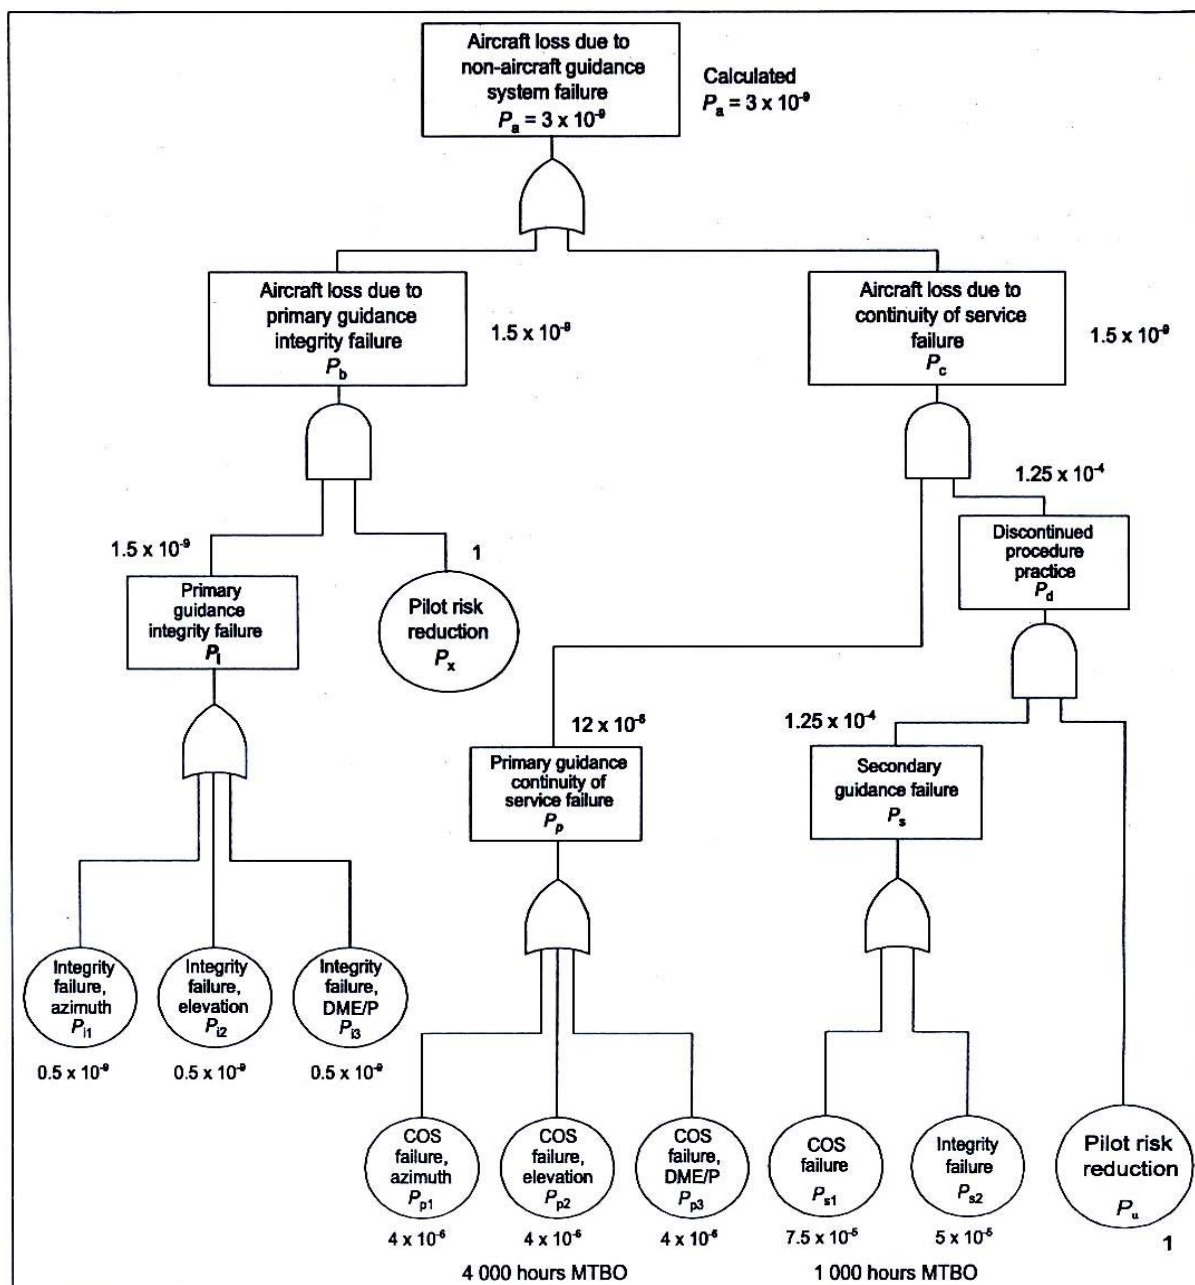 Aircraft loss due to
non-aircraft guidance
system failure
Pa = 3 x 10⁻⁹
Calculated
Pa = 3 x 10⁻⁹
Aircraft loss due to
primary guidance
integrity failure
Pb
1.5 x 10⁻⁹
Aircraft loss due to
continuity of service
failure
Pc
1.5 x 10⁻⁹
1.25 x 10⁻⁴
Discontinued
procedure
practice
Pd
1.5 x 10⁻⁹
Primary
guidance
integrity failure
Pi
1
Pilot risk
reduction
Px
12 x 10⁻⁶
Primary guidance
continuity of
service failure
Pp
1.25 x 10⁻⁴
Secondary
guidance failure
Ps
Integrity
failure,
azimuth
Pi1
0.5 x 10⁻⁹
Integrity
failure,
elevation
Pi2
0.5 x 10⁻⁹
Integrity
failure,
DME/P
Pi3
0.5 x 10⁻⁹
COS
failure,
azimuth
Pp1
4 x 10⁻⁶
COS
failure,
elevation
Pp2
4 x 10⁻⁶
COS
failure,
DME/P
Pp3
4 x 10⁻⁶
4 000 hours MTBO
COS
failure
Ps1
7.5 x 10⁻⁵
Integrity
failure
Ps2
5 x 10⁻⁵
1 000 hours MTBO
Pilot risk
reduction
Pu
1